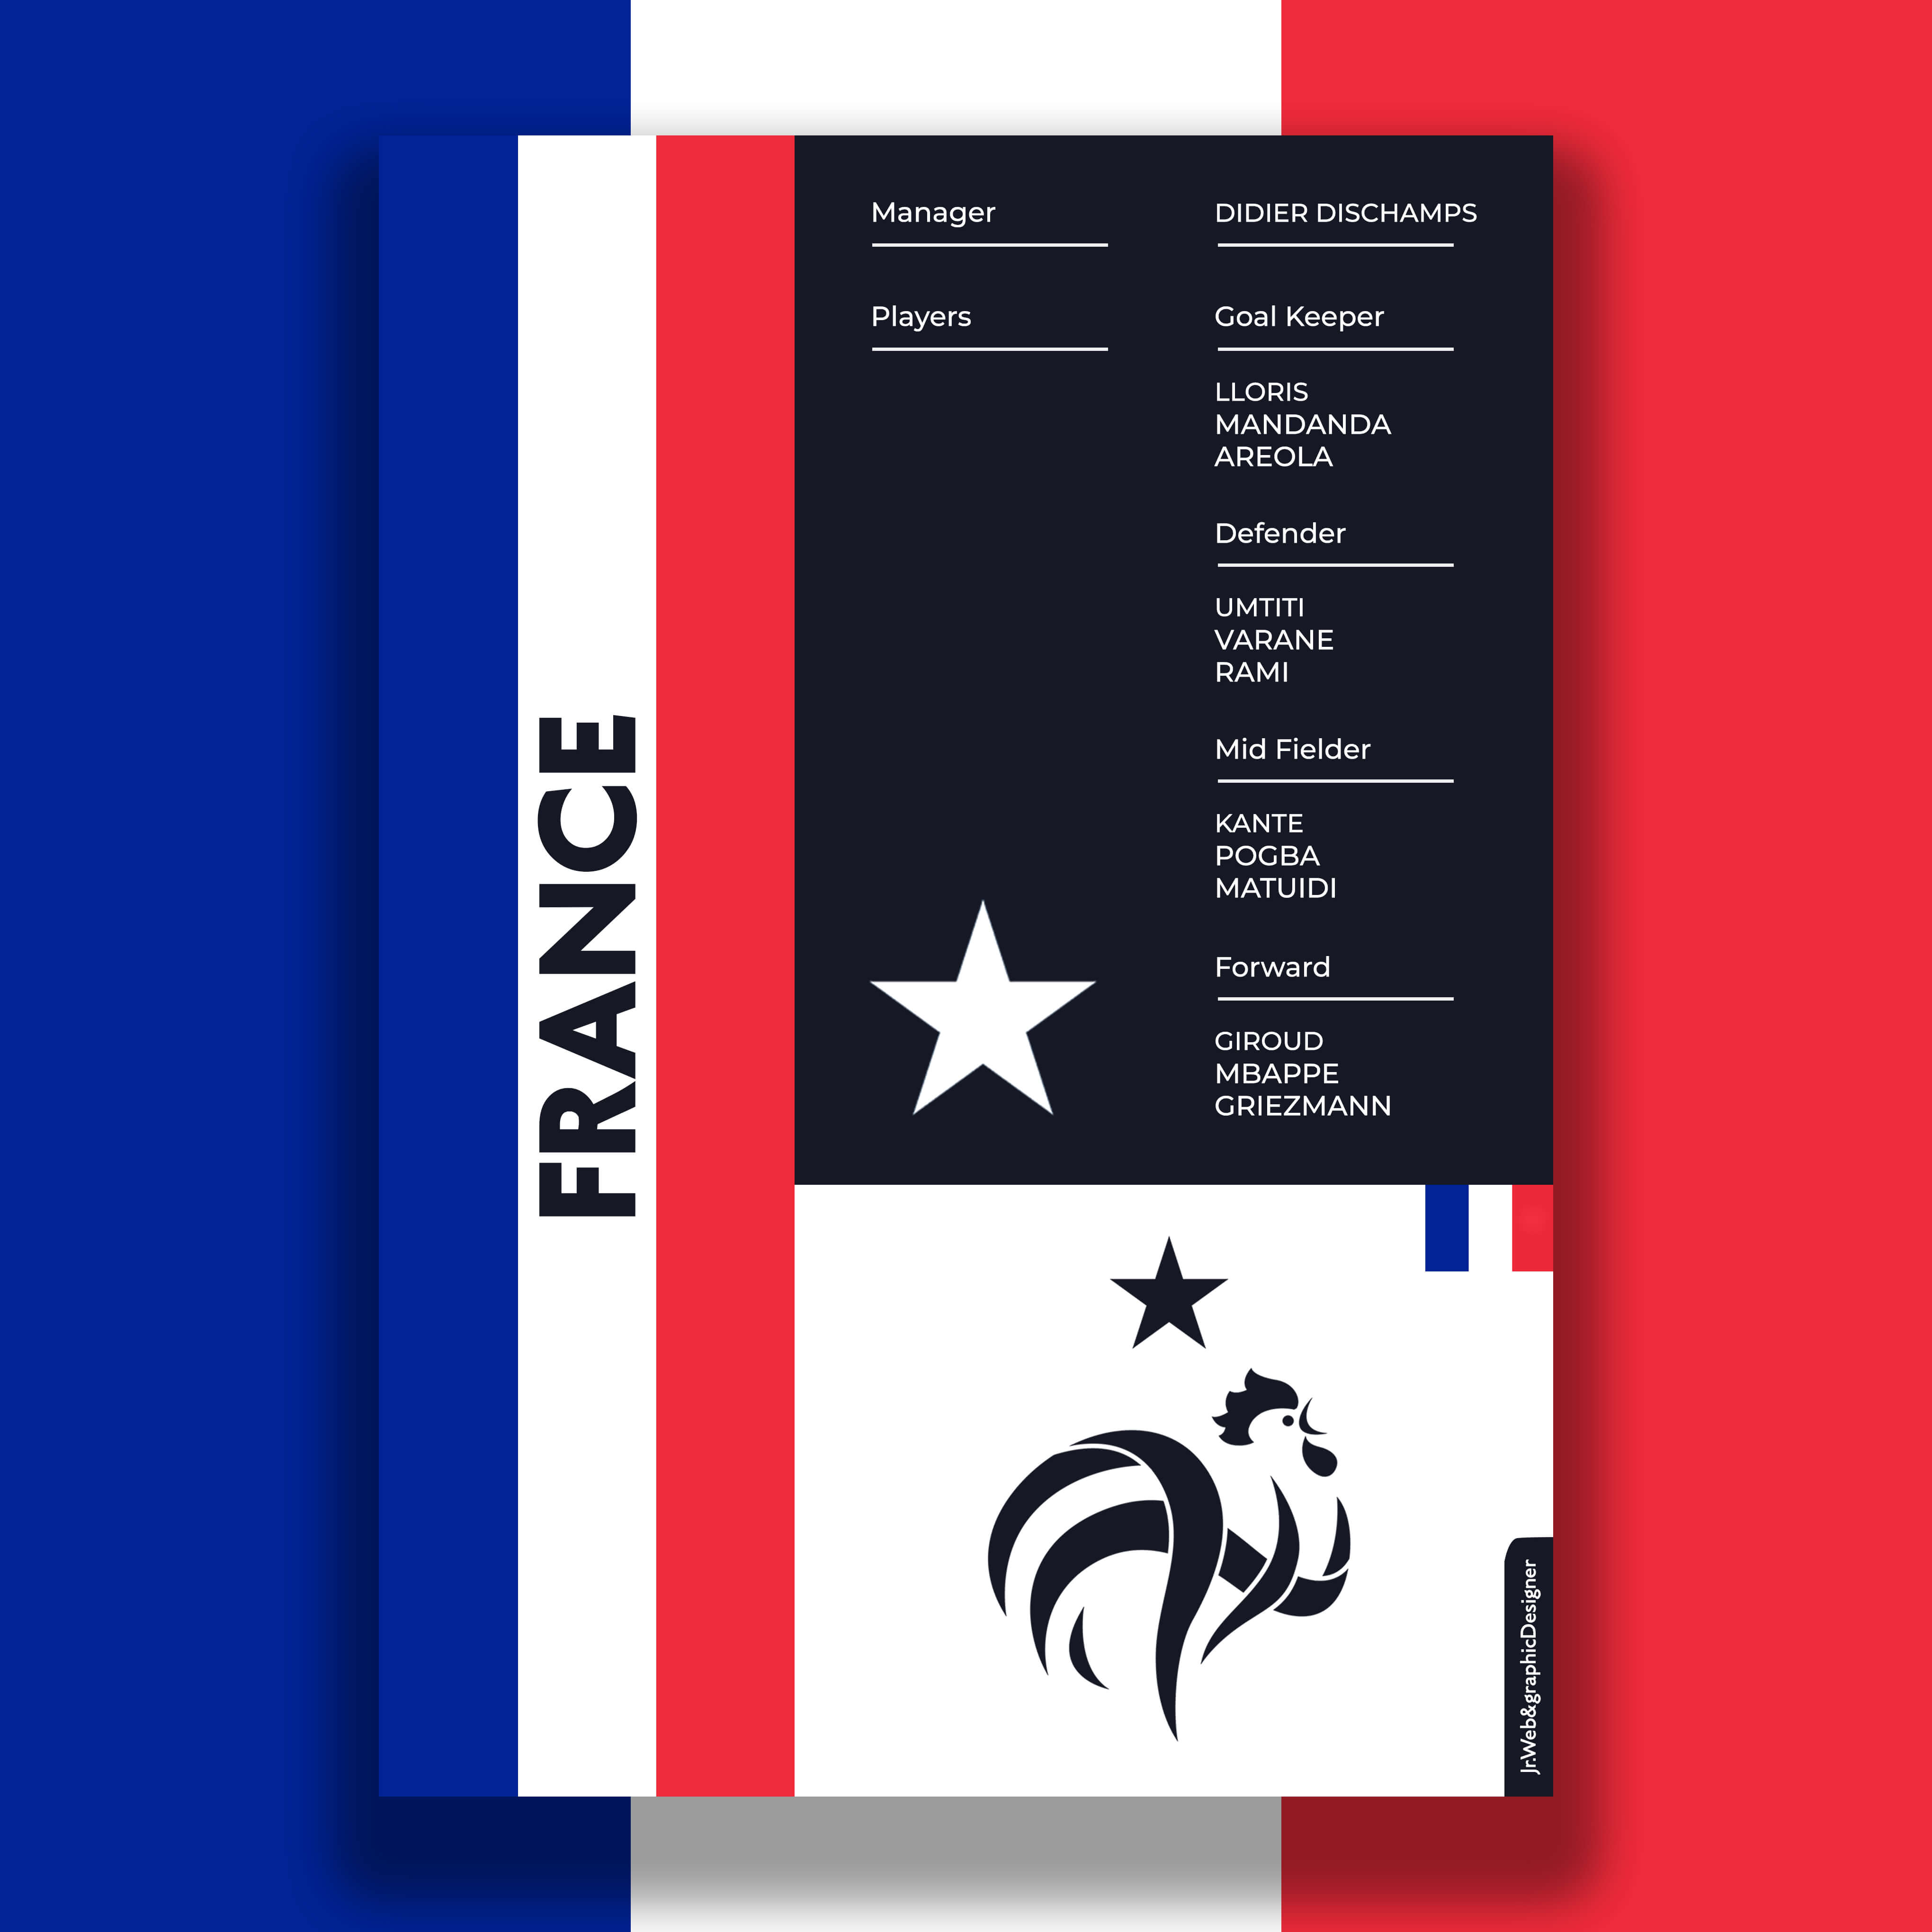 FRANCE
Manager
DIDIER DISCHAMPS
Players
Goal Keeper
LLORIS
MANDANDA
AREOLA
Defender
UMTITI
VARANE
RAMI
Mid Fielder
KANTE
POGBA
MATUIDI
Forward
GIROUD
MBAPPE
GRIEZMANN
Jr.Web&graphicDesigner